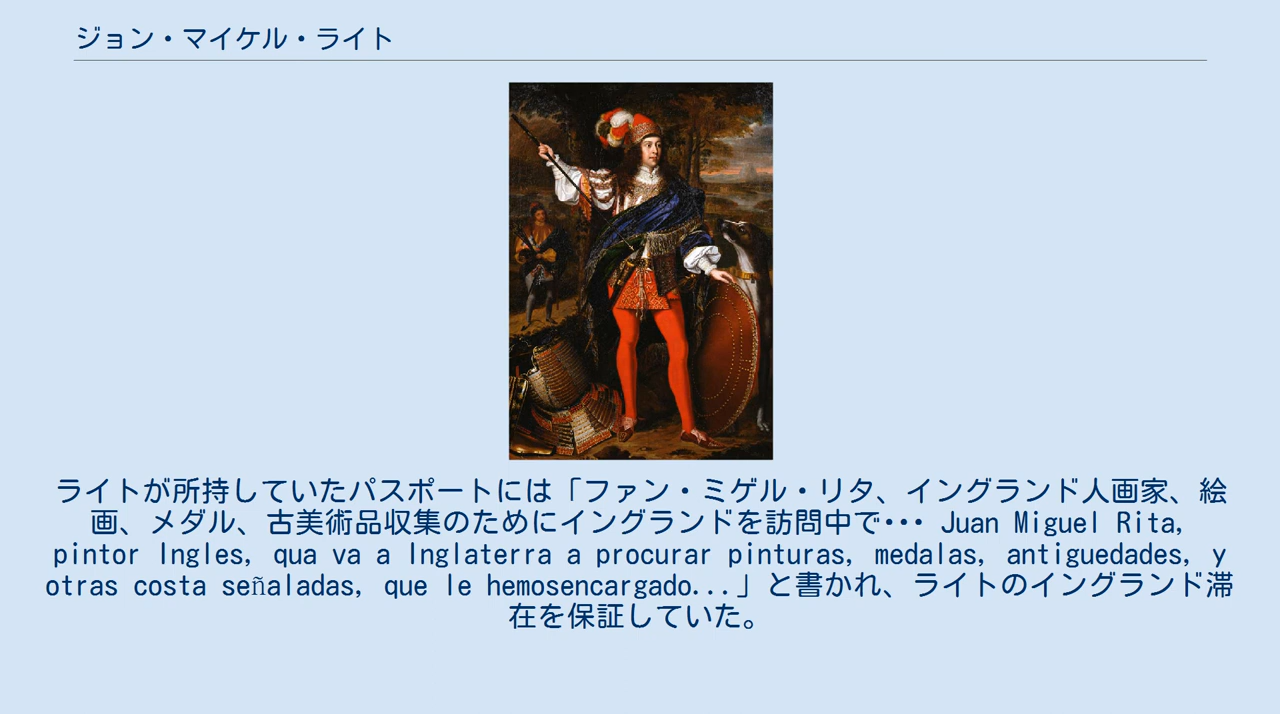 ジョン・マイケル・ライト
ライトが所持していたパスポートには「ファン・ミゲル・リタ、イングランド人画家、絵
画、メダル、古美術品収集のためにイングランドを訪問中で･･･ Juan Miguel Rita,
pintor Ingles, qua va a Inglaterra a procurar pinturas, medalas, antiguedades, y
otras costa señaladas, que le hemosencargado...」と書かれ、ライトのイングランド滞
在を保証していた。